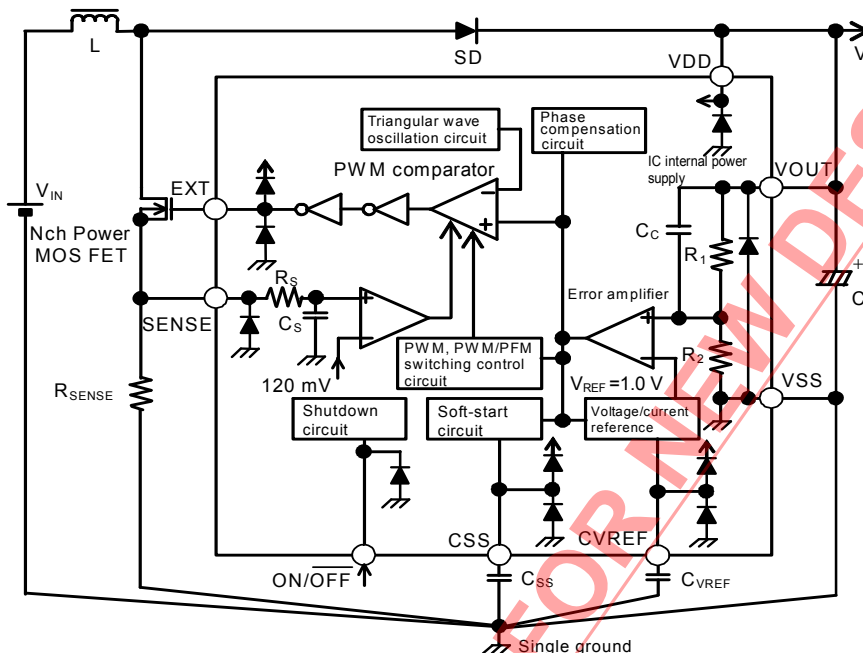 L
SD
V
VDD
Triangular wave
oscillation circuit
Phase
compensation
circuit
IC internal power
supply
PWM comparator
VIN
EXT
VOUT
Nch Power
MOS FET
CC
R1
RS
SENSE
CS
Error amplifier
C
+
−
+
+
−
+
−
120 mV
PWM, PWM/PFM
switching control
circuit
R2
VREF=1.0 V
VSS
RSENSE
Shutdown
circuit
Soft-start
circuit
Voltage/current
reference
CSS
CVREF
ON/OFF
CSS
CVREF
Single ground
FOR NEW DES